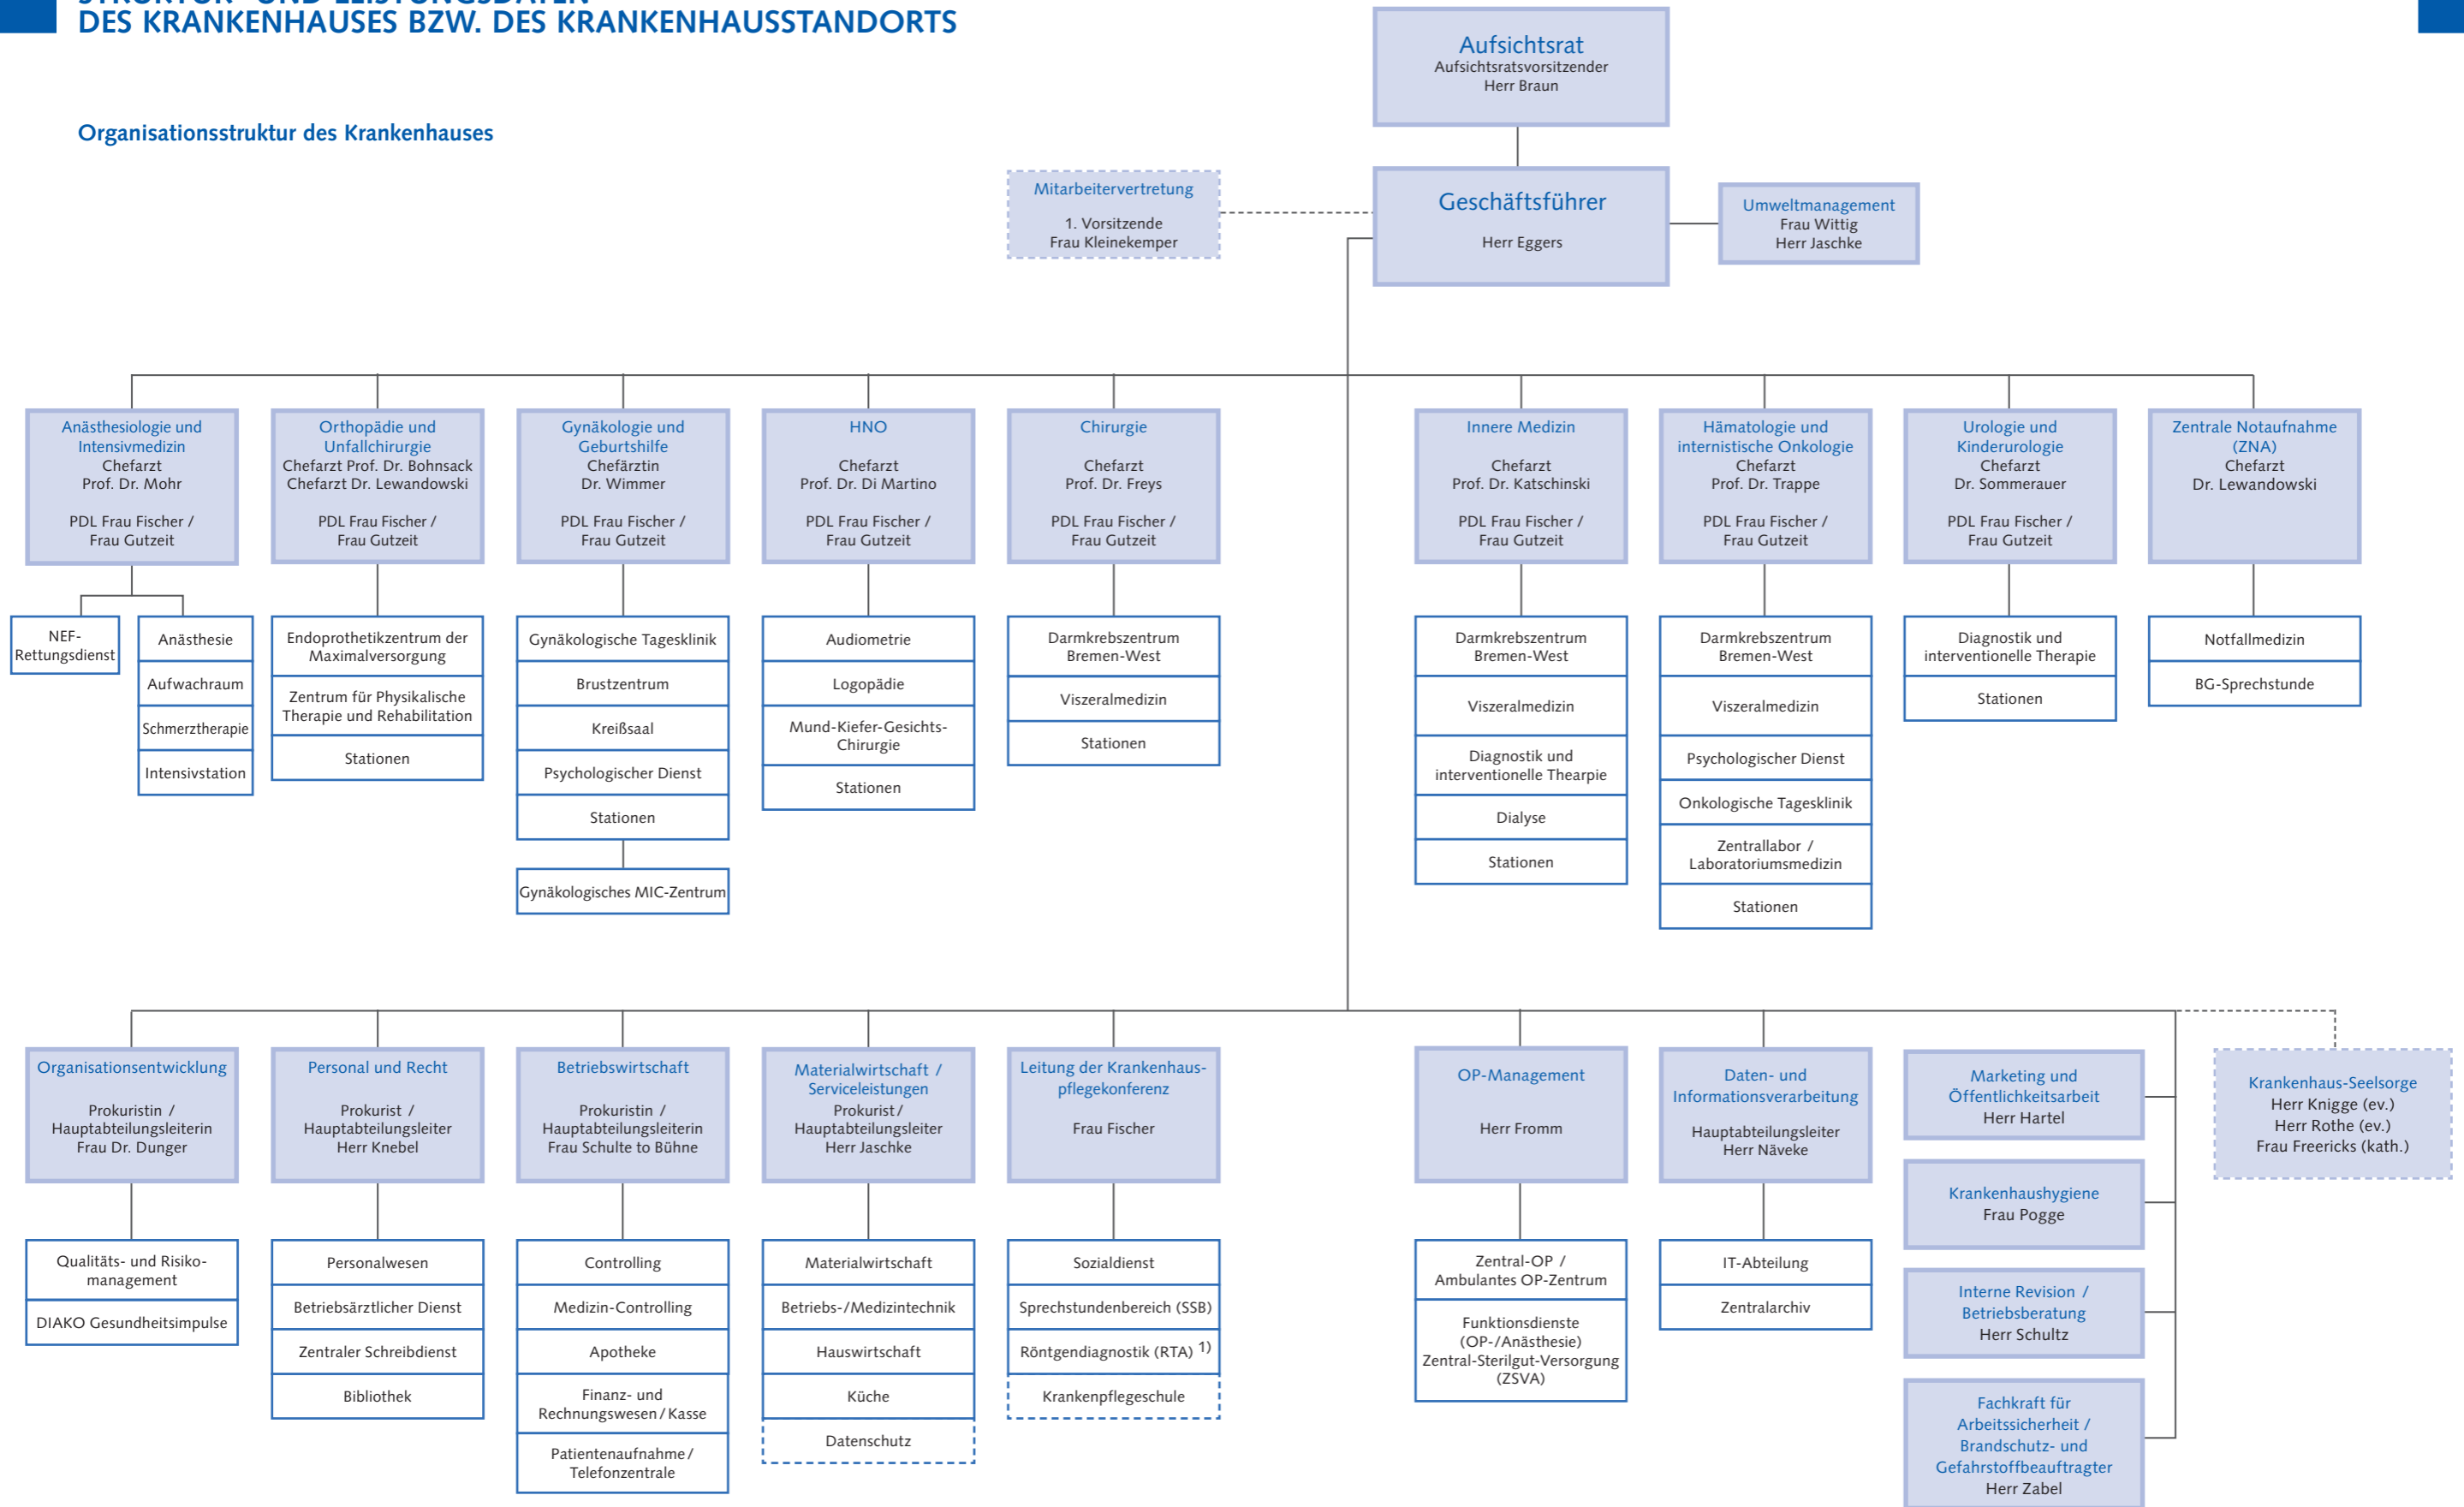 STRUKTUR- UND LEISTUNGSDATEN
DES KRANKENHAUSES BZW. DES KRANKENHAUSSTANDORTS
Organisationsstruktur des Krankenhauses
Aufsichtsrat
Aufsichtsratsvorsitzender
Herr Braun
Mitarbeitervertretung
1. Vorsitzende
Frau Kleinekemper
Geschäftsführer
Herr Eggers
Umweltmanagement
Frau Wittig
Herr Jaschke
Anästhesiologie und
Intensivmedizin
Chefarzt
Prof. Dr. Mohr
PDL Frau Fischer /
Frau Gutzeit
NEF-
Rettungsdienst
Anästhesie
Aufwachraum
Schmerztherapie
Intensivstation
Orthopädie und
Unfallchirurgie
Chefarzt Prof. Dr. Bohnsack
Chefarzt Dr. Lewandowski
PDL Frau Fischer /
Frau Gutzeit
Endoprothetikzentrum der
Maximalversorgung
Zentrum für Physikalische
Therapie und Rehabilitation
Stationen
Gynäkologie und
Geburtshilfe
Chefärztin
Dr. Wimmer
PDL Frau Fischer /
Frau Gutzeit
Gynäkologische Tagesklinik
Brustzentrum
Kreißsaal
Psychologischer Dienst
Stationen
Gynäkologisches MIC-Zentrum
HNO
Chefarzt
Prof. Dr. Di Martino
PDL Frau Fischer /
Frau Gutzeit
Audiometrie
Logopädie
Mund-Kiefer-Gesichts-
Chirurgie
Stationen
Chirurgie
Chefarzt
Prof. Dr. Freys
PDL Frau Fischer /
Frau Gutzeit
Darmkrebszentrum
Bremen-West
Viszeralmedizin
Stationen
Innere Medizin
Chefarzt
Prof. Dr. Katschinski
PDL Frau Fischer /
Frau Gutzeit
Darmkrebszentrum
Bremen-West
Viszeralmedizin
Diagnostik und
interventionelle Thearpie
Dialyse
Stationen
Hämatologie und
internistische Onkologie
Chefarzt
Prof. Dr. Trappe
PDL Frau Fischer /
Frau Gutzeit
Darmkrebszentrum
Bremen-West
Viszeralmedizin
Psychologischer Dienst
Onkologische Tagesklinik
Zentrallabor /
Laboratoriumsmedizin
Stationen
Urologie und
Kinderurologie
Chefarzt
Dr. Sommerauer
PDL Frau Fischer /
Frau Gutzeit
Diagnostik und
interventionelle Therapie
Stationen
Zentrale Notaufnahme
(ZNA)
Chefarzt
Dr. Lewandowski
Notfallmedizin
BG-Sprechstunde
Organisationsentwicklung
Prokuristin /
Hauptabteilungsleiterin
Frau Dr. Dunger
Qualitäts- und Risiko-
management
DIAKO Gesundheitsimpulse
Personal und Recht
Prokurist /
Hauptabteilungsleiter
Herr Knebel
Personalwesen
Betriebsärztlicher Dienst
Zentraler Schreibdienst
Bibliothek
Betriebswirtschaft
Prokuristin /
Hauptabteilungsleiterin
Frau Schulte to Bühne
Controlling
Medizin-Controlling
Apotheke
Finanz- und
Rechnungswesen / Kasse
Patientenaufnahme /
Telefonzentrale
Materialwirtschaft /
Serviceleistungen
Prokurist /
Hauptabteilungsleiter
Herr Jaschke
Materialwirtschaft
Betriebs-/Medizintechnik
Hauswirtschaft
Küche
Datenschutz
Leitung der Krankenhaus-
pflegekonferenz
Frau Fischer
Sozialdienst
Sprechstundenbereich (SSB)
Röntgendiagnostik (RTA) 1)
Krankenpflegeschule
OP-Management
Herr Fromm
Zentral-OP /
Ambulantes OP-Zentrum
Funktionsdienste
(OP-/Anästhesie)
Zentral-Sterilgut-Versorgung
(ZSVA)
Daten- und
Informationsverarbeitung
Hauptabteilungsleiter
Herr Näveke
IT-Abteilung
Zentralarchiv
Marketing und
Öffentlichkeitsarbeit
Herr Hartel
Krankenhaushygiene
Frau Pogge
Interne Revision /
Betriebsberatung
Herr Schultz
Fachkraft für
Arbeitssicherheit /
Brandschutz- und
Gefahrstoffbeauftragter
Herr Zabel
Krankenhaus-Seelsorge
Herr Knigge (ev.)
Herr Rothe (ev.)
Frau Freericks (kath.)